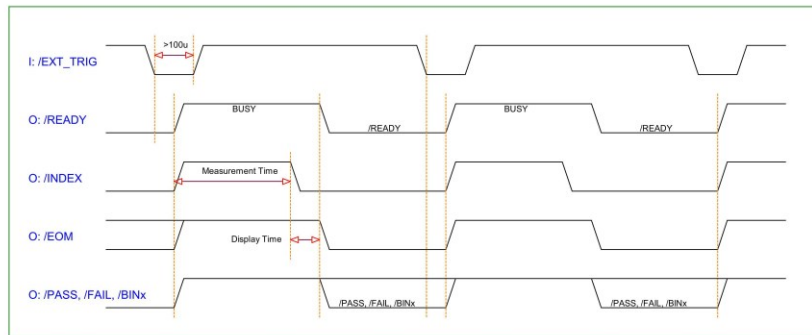 >100u
I: /EXT_TRIG
BUSY
BUSY
O: /READY
/READY
/READY
Measurement Time
O: /INDEX
O: /EOM
Display Time
O: /PASS, /FAIL, /BINx
/PASS, /FAIL, /BINx
/PASS, /FAIL, /BINx